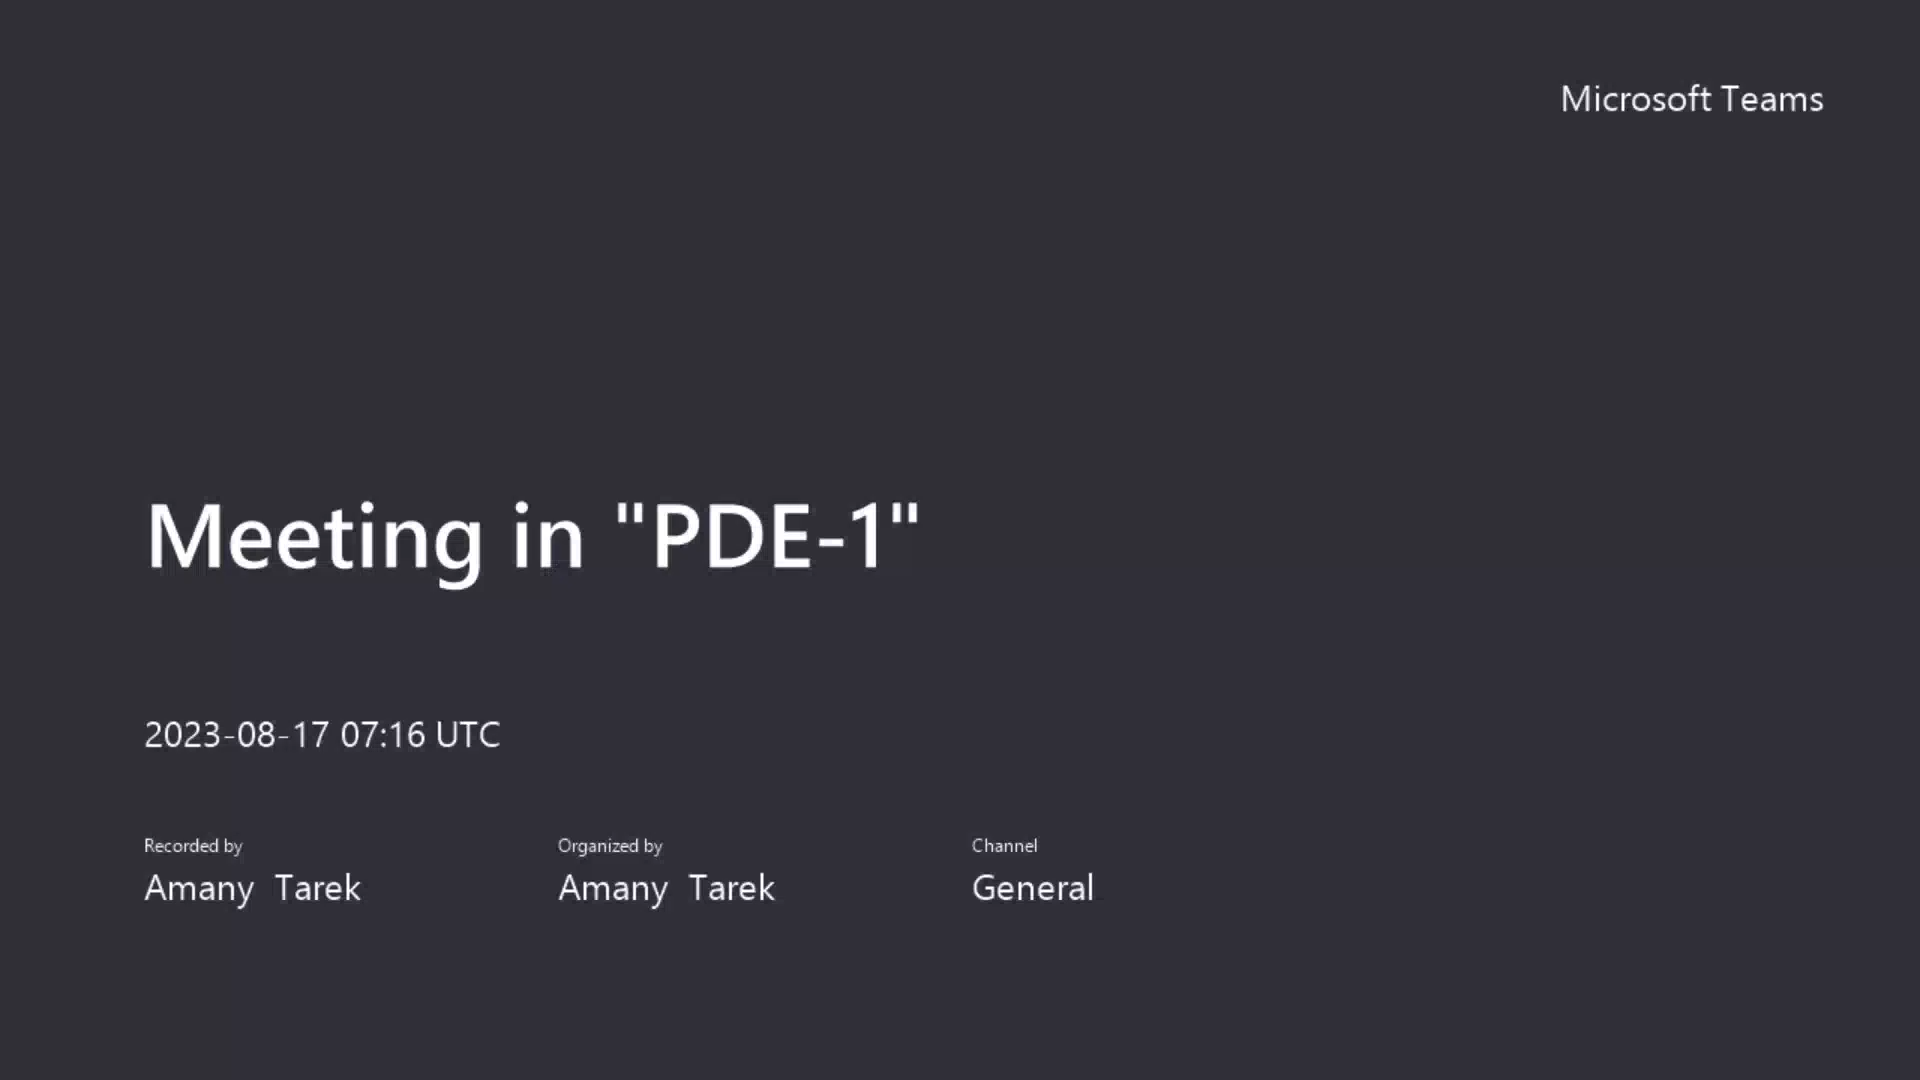 Microsoft Teams
Meeting in "PDE-1"
2023-08-17 07:16 UTC
Recorded by
Amany Tarek
Organized by
Amany Tarek
Channel
General